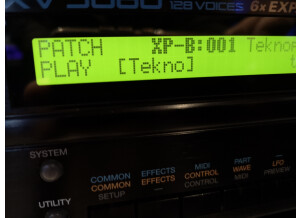 XV 5080 128 VOICES 6x EXP
PATCH XP-B:001 Tekno
PLAY [Tekno] t
SYSTEM
COMMON EFFECTS MIDI PART LFO
COMMON EFFECTS CONTROL WAVE PREVIEW
SETUP — CONTROL MIDI
UTILITY